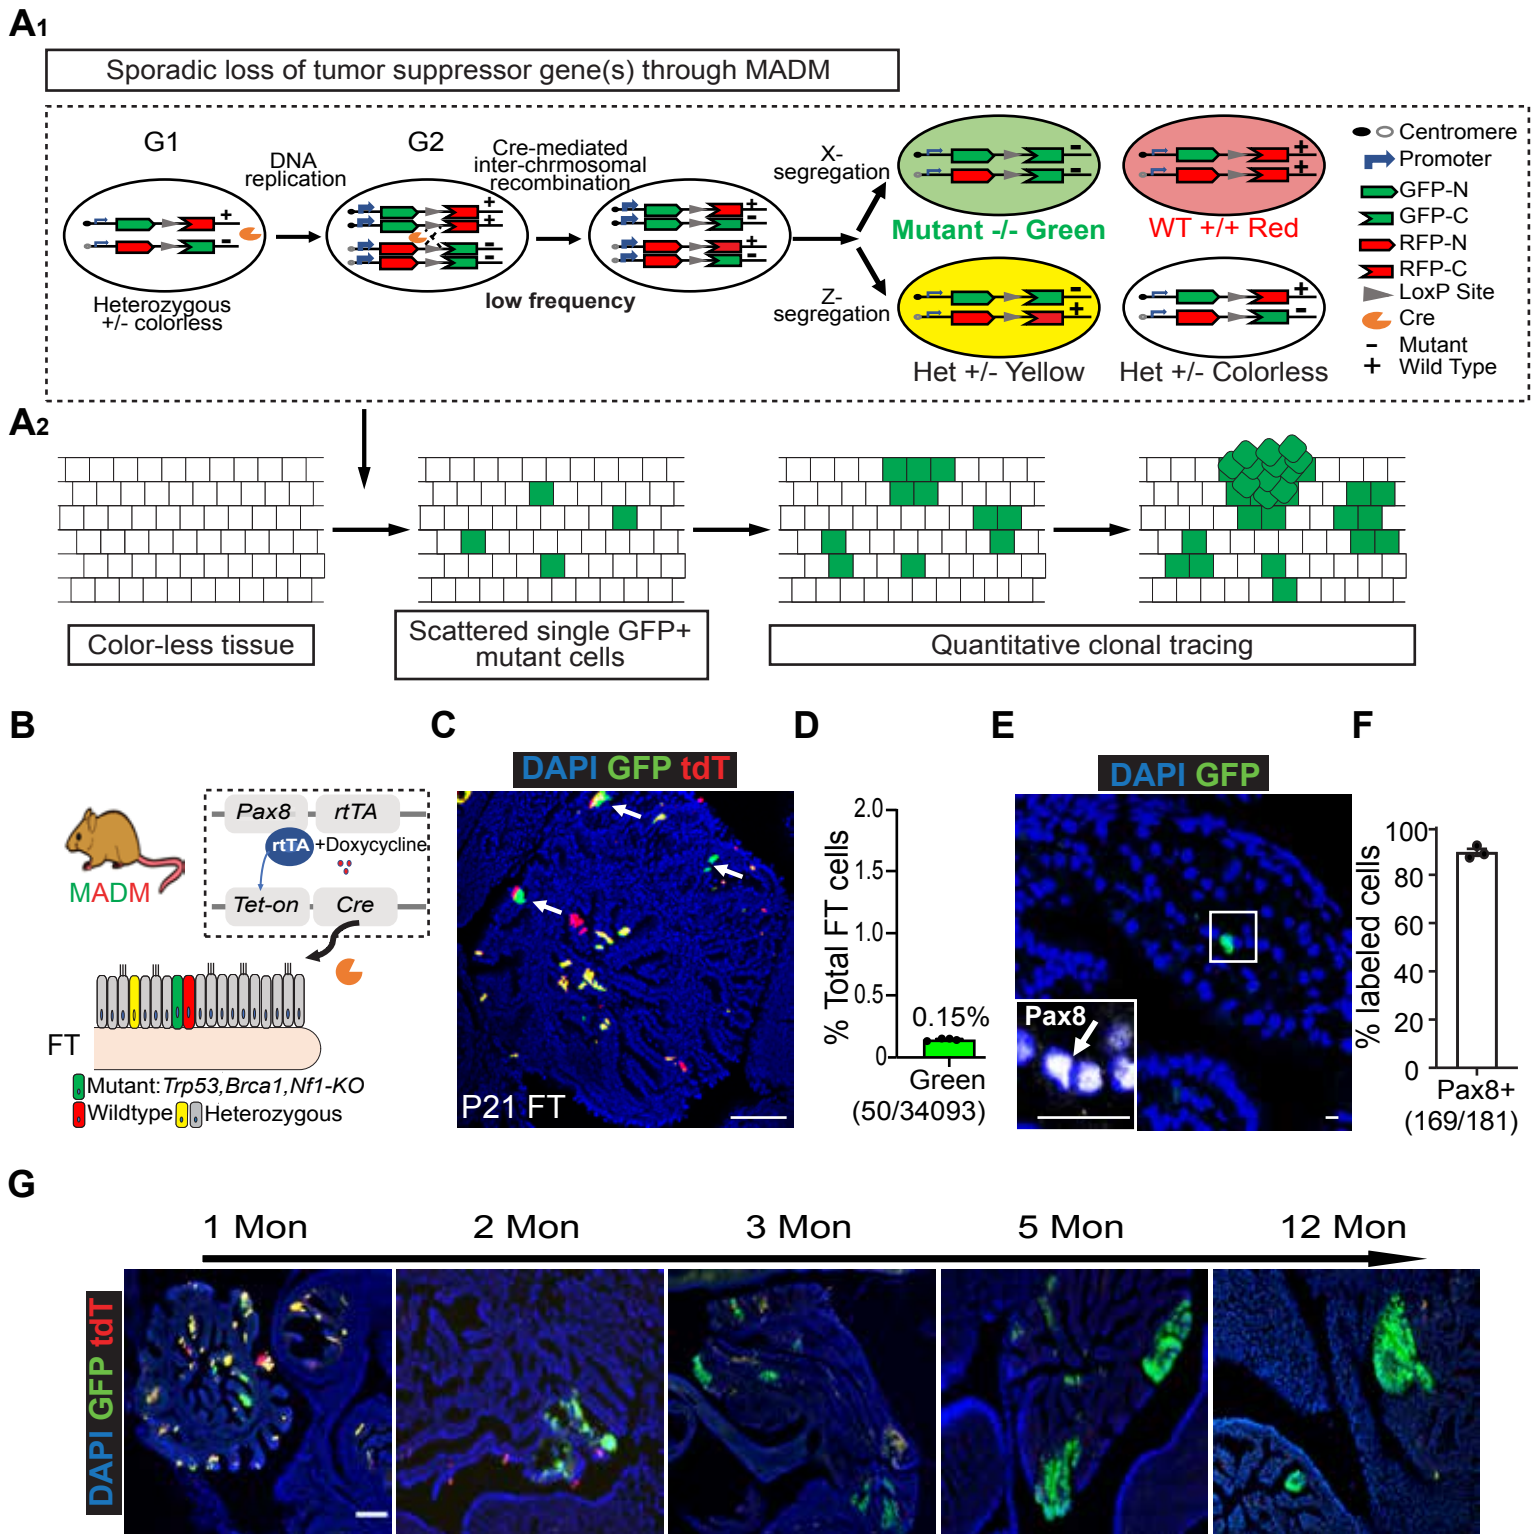 A1
Sporadic loss of tumor suppressor gene(s) through MADM
G1
DNA
replication
G2
Cre-mediated
inter-chrmosomal
recombination
X-
segregation
Z-
segregation
low frequency
Heterozygous
+/- colorless
+
-
+
+
-
-
+
-
+
-
-
-
Mutant -/- Green
+
+
WT +/+ Red
-
+
Het +/- Yellow
+
-
Het +/- Colorless
Centromere
Promoter
GFP-N
GFP-C
RFP-N
RFP-C
LoxP Site
Cre
- Mutant
+ Wild Type
A2
Color-less tissue
Scattered single GFP+
mutant cells
Quantitative clonal tracing
B
MADM
Pax8 rtTA
rtTA +Doxycycline
Tet-on Cre
FT
Mutant: Trp53,Brca1,Nf1-KO
Wildtype Heterozygous
C
DAPI GFP tdT
P21 FT
D
% Total FT cells
2.0
1.5
1.0
0.5
0
0.15%
Green
(50/34093)
E
DAPI GFP
Pax8
F
% labeled cells
100
80
60
40
20
0
Pax8+
(169/181)
G
1 Mon 2 Mon 3 Mon 5 Mon 12 Mon
DAPI GFP tdT